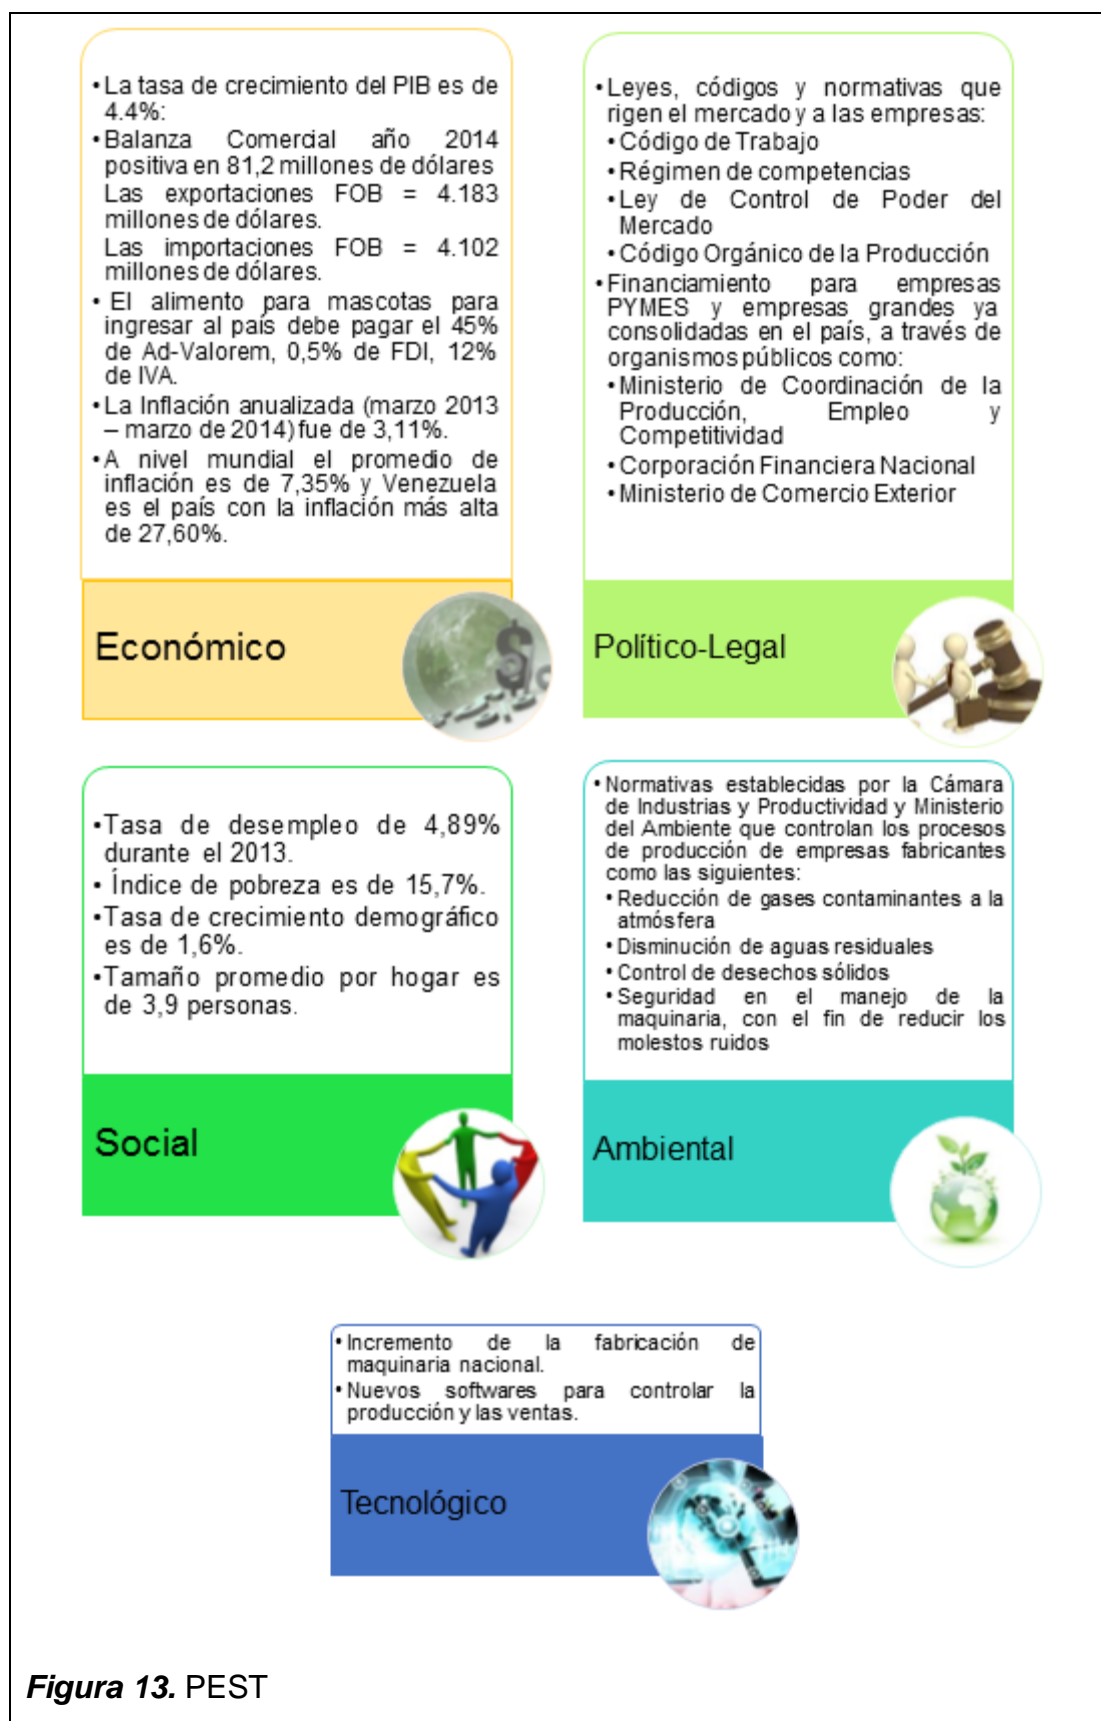 •La tasa de crecimiento del PIB es de
4.4%:
•Balanza Comercial año 2014
positiva en 81,2 millones de dólares
Las exportaciones FOB = 4.183
millones de dólares.
Las importaciones FOB = 4.102
millones de dólares.
• El alimento para mascotas para
ingresar al país debe pagar el 45%
de Ad-Valorem, 0,5% de FDI, 12%
de IVA.
•La Inflación anualizada (marzo 2013
– marzo de 2014) fue de 3,11%.
•A nivel mundial el promedio de
inflación es de 7,35% y Venezuela
es el país con la inflación más alta
de 27,60%.
Económico
•Leyes, códigos y normativas que
rigen el mercado y a las empresas:
•Código de Trabajo
•Régimen de competencias
•Ley de Control de Poder del
Mercado
•Código Orgánico de la Producción
•Financiamiento para empresas
PYMES y empresas grandes ya
consolidadas en el país, a través de
organismos públicos como:
•Ministerio de Coordinación de la
Producción, Empleo y
Competitividad
•Corporación Financiera Nacional
•Ministerio de Comercio Exterior
Político-Legal
•Tasa de desempleo de 4,89%
durante el 2013.
• Índice de pobreza es de 15,7%.
•Tasa de crecimiento demográfico
es de 1,6%.
•Tamaño promedio por hogar es
de 3,9 personas.
Social
•Normativas establecidas por la Cámara
de Industrias y Productividad y Ministerio
del Ambiente que controlan los procesos
de producción de empresas fabricantes
como las siguientes:
•Reducción de gases contaminantes a la
atmósfera
•Disminución de aguas residuales
•Control de desechos sólidos
•Seguridad en el manejo de la
maquinaria, con el fin de reducir los
molestos ruidos
Ambiental
•Incremento de la fabricación de
maquinaria nacional.
•Nuevos softwares para controlar la
producción y las ventas.
Tecnológico
Figura 13. PEST